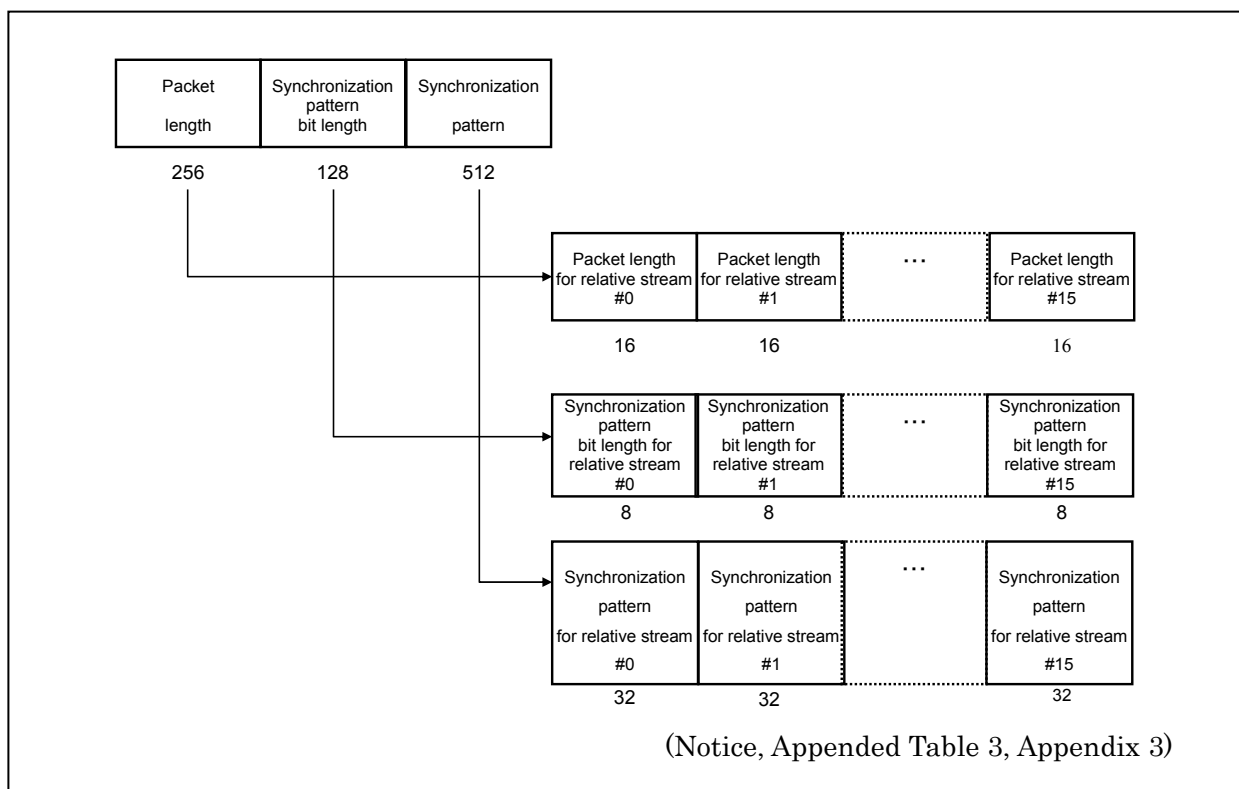 Packet
length
Synchronization
pattern
bit length
Synchronization
pattern
256
128
512
Packet length
for relative stream
#0
Packet length
for relative stream
#1
...
Packet length
for relative stream
#15
16
16
16
Synchronization
pattern
bit length for
relative stream
#0
Synchronization
pattern
bit length for
relative stream
#1
...
Synchronization
pattern
bit length for
relative stream
#15
8
8
8
Synchronization
pattern
for relative stream
#0
Synchronization
pattern
for relative stream
#1
...
Synchronization
pattern
for relative stream
#15
32
32
32
(Notice, Appended Table 3, Appendix 3)